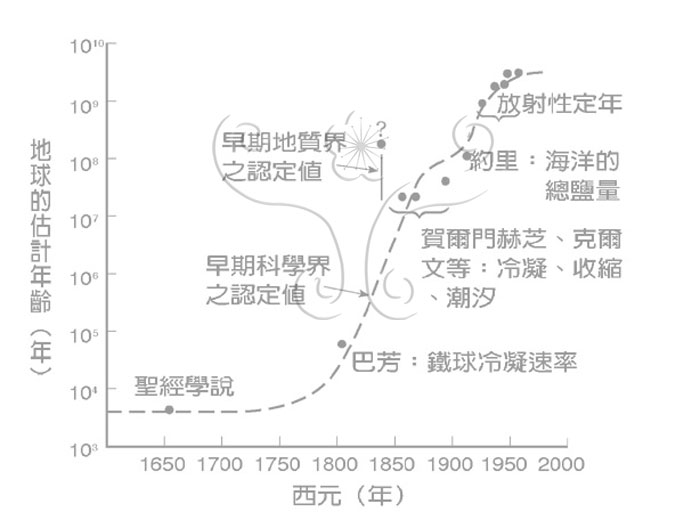 地球的估計年齡（年）
10¹⁰
10⁹
10⁸
10⁷
10⁶
10⁵
10⁴
10³
?
早期地質界
之認定值
放射性定年
約里：海洋的
總鹽量
賀爾門赫芝、克爾
文等：冷凝、收縮
、潮汐
早期科學界
之認定值
巴芳：鐵球冷凝速率
聖經學說
1650 1700 1750 1800 1850 1900 1950 2000
西元（年）